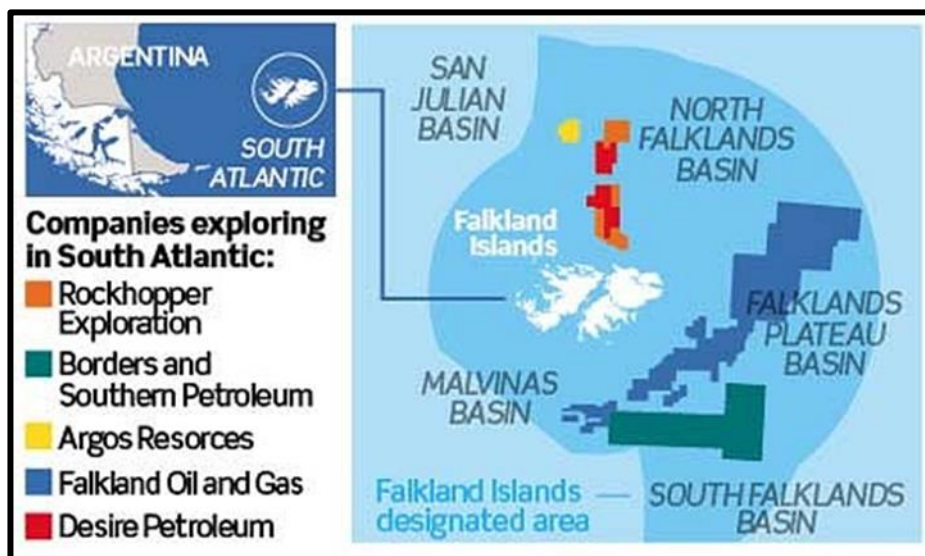 ARGENTINA
SOUTH
ATLANTIC
Companies exploring
in South Atlantic:
Rockhopper
Exploration
Borders and
Southern Petroleum
Argos Resorces
Falkland Oil and Gas
Desire Petroleum
SAN
JULIAN
BASIN
NORTH
FALKLANDS
BASIN
Falkland
Islands
FALKLANDS
PLATEAU
BASIN
MALVINAS
BASIN
Falkland Islands
designated area
SOUTH FALKLANDS
BASIN